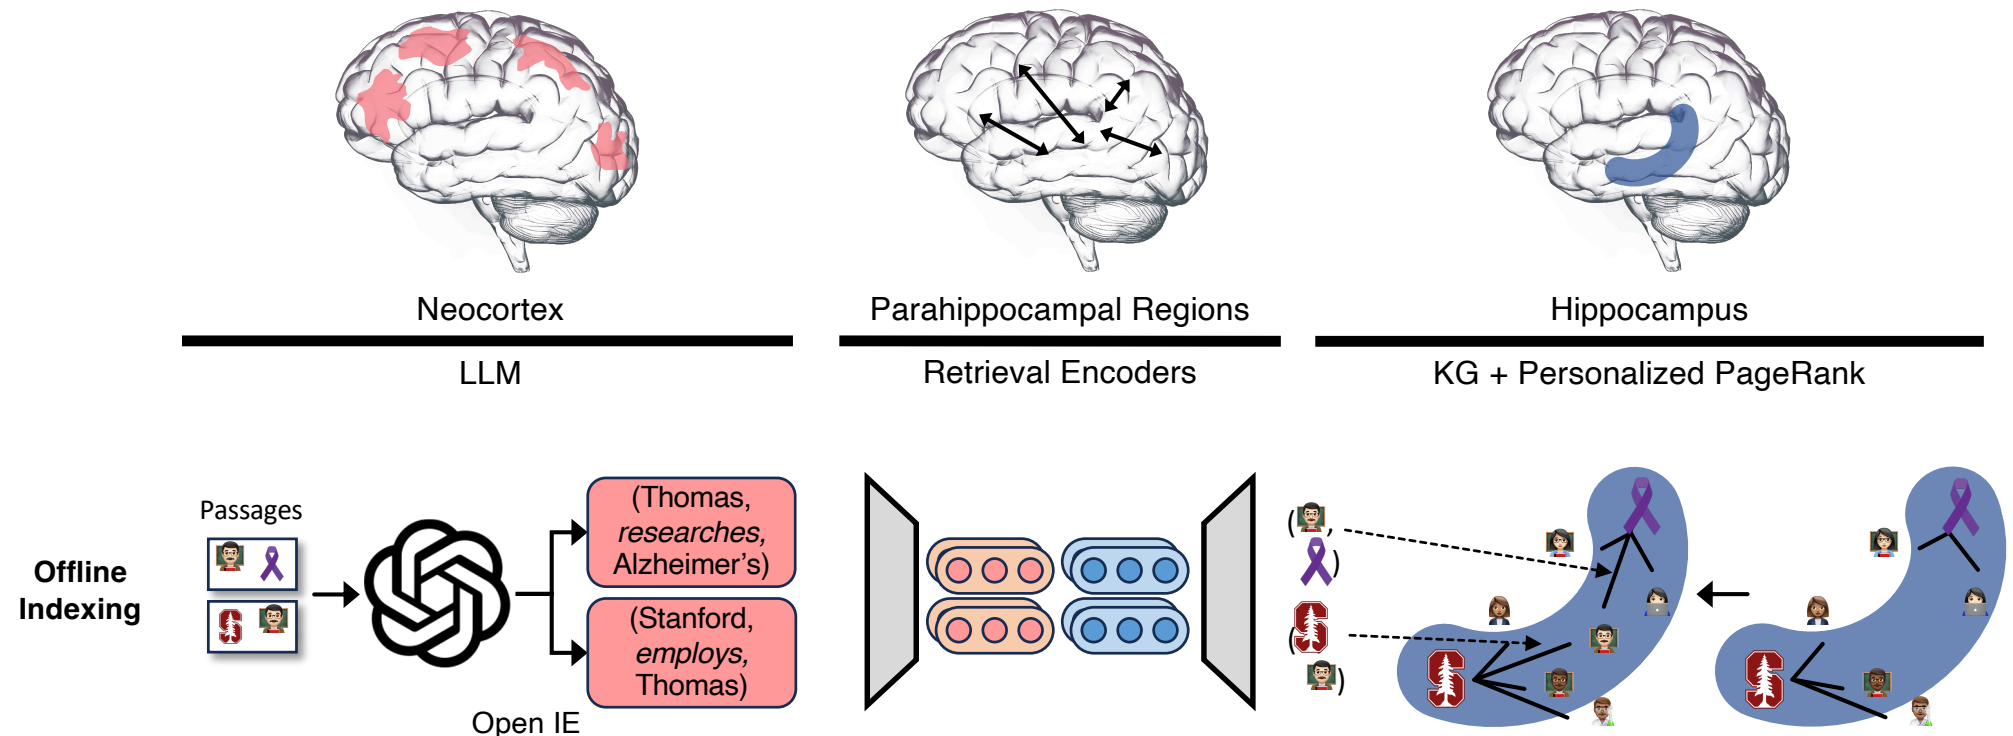 Neocortex
Parahippocampal Regions
Hippocampus
LLM
Retrieval Encoders
KG + Personalized PageRank
Offline
Indexing
Passages
(Thomas,
researches,
Alzheimer’s)
(Stanford,
employs,
Thomas)
Open IE
( ,
)
( ,
)
S
S
S
S